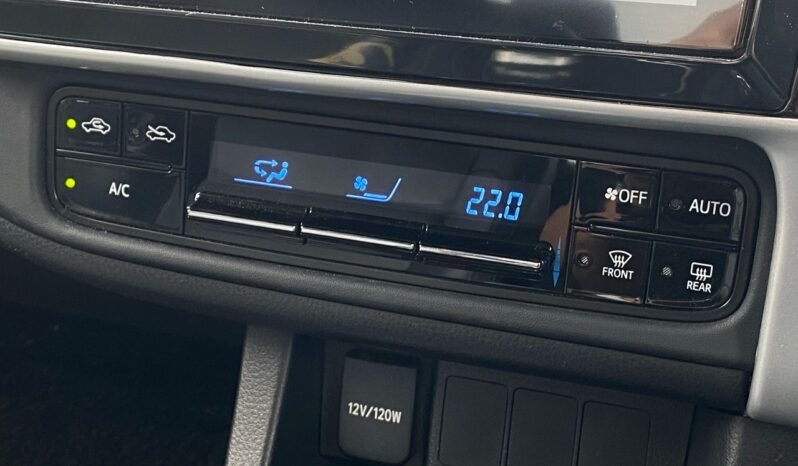 A/C
22.0
OFF
AUTO
FRONT
REAR
12V/120W